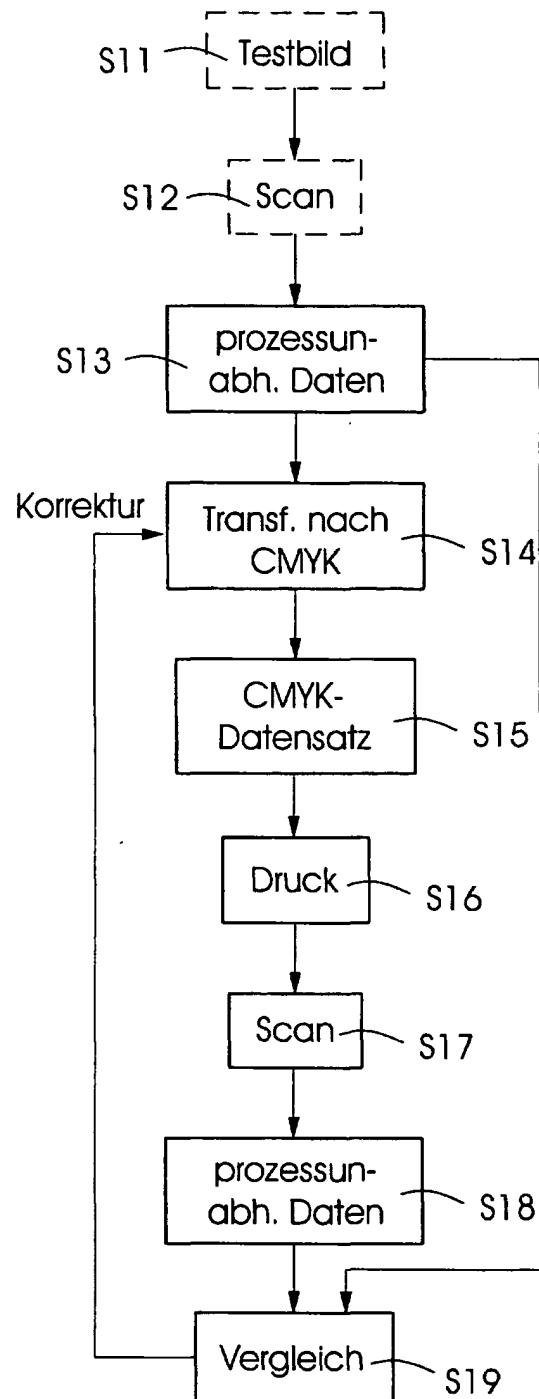 S11 Testbild
S12 Scan
S13 prozessun-
abh. Daten
Korrektur
Transf. nach
CMYK S14
CMYK-
Datensatz S15
Druck S16
Scan S17
prozessun-
abh. Daten S18
Vergleich S19